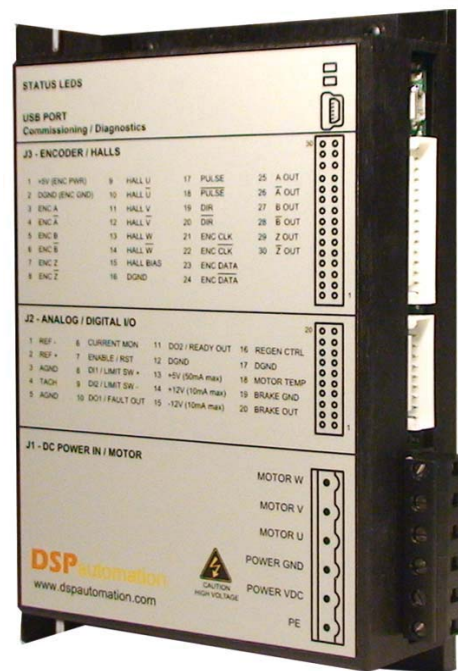 STATUS LEDS
USB PORT
Commissioning / Diagnostics
J3 - ENCODER / HALLS
30
1 +5V (ENC PWR) 9 HALL U 17 PULSE 25 A OUT
2 DGND (ENC GND) 10 HALL U̅ 18 P̅U̅L̅S̅E̅ 26 A̅ OUT
3 ENC A 11 HALL V 19 DIR 27 B OUT
4 ENC A̅ 12 HALL V̅ 20 D̅I̅R̅ 28 B̅ OUT
5 ENC B 13 HALL W 21 ENC CLK 29 Z OUT
6 ENC B̅ 14 HALL W̅ 22 ENC C̅L̅K̅ 30 Z̅ OUT
7 ENC Z 15 HALL BIAS 23 ENC DATA
8 ENC Z̅ 16 DGND 24 ENC D̅A̅T̅A̅
1
J2 - ANALOG / DIGITAL I/O
20
1 REF - 6 CURRENT MON 11 DO2 / READY OUT 16 REGEN CTRL
2 REF + 7 ENABLE / RST 12 DGND 17 DGND
3 AGND 8 DI1 / LIMIT SW + 13 +5V (50mA max) 18 MOTOR TEMP
4 TACH 9 DI2 / LIMIT SW - 14 +12V (10mA max) 19 BRAKE GND
5 AGND 10 DO1 / FAULT OUT 15 -12V (10mA max) 20 BRAKE OUT
1
J1 - DC POWER IN / MOTOR
MOTOR W
MOTOR V
MOTOR U
POWER GND
POWER VDC
PE
DSPautomation
www.dspautomation.com
CAUTION
HIGH VOLTAGE